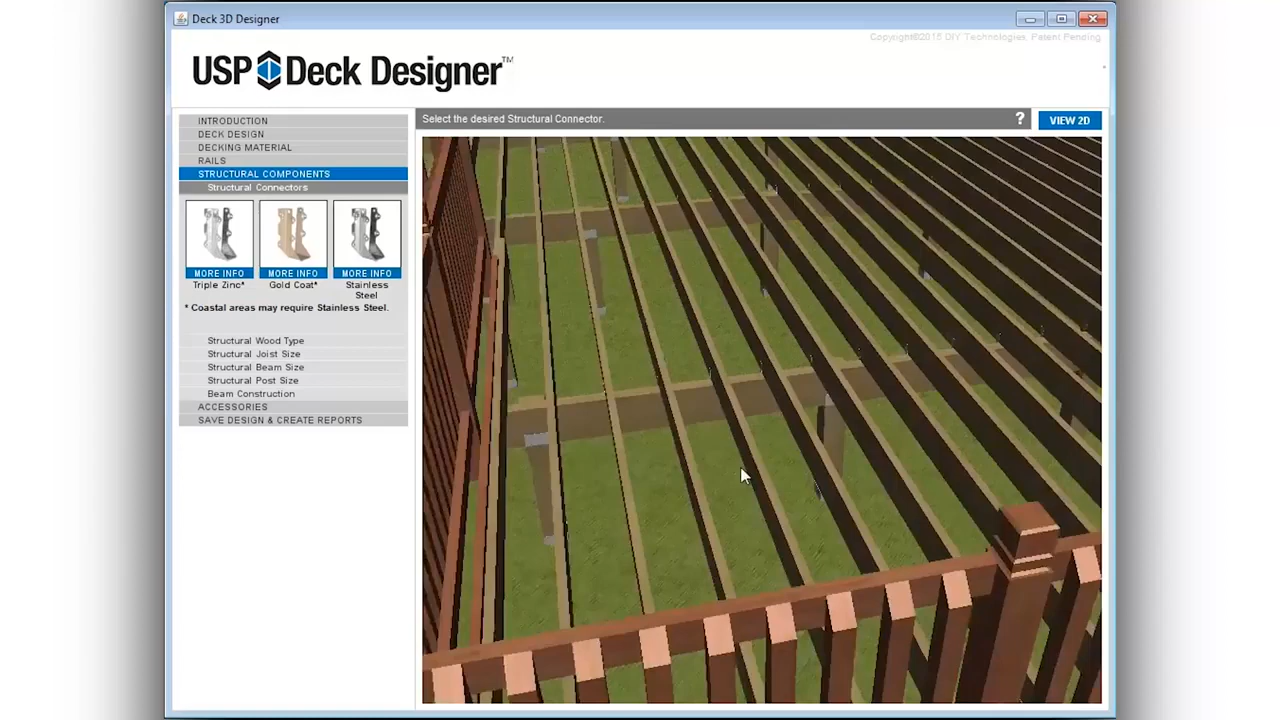 Deck 3D Designer
Copyright©2015 DIY Technologies, Patent Pending.
USP Deck Designer™
Select the desired Structural Connector.
?
VIEW 2D
INTRODUCTION
DECK DESIGN
DECKING MATERIAL
RAILS
STRUCTURAL COMPONENTS
Structural Connectors
MORE INFO MORE INFO MORE INFO
Triple Zinc* Gold Coat* Stainless
Steel
* Coastal areas may require Stainless Steel.
Structural Wood Type
Structural Joist Size
Structural Beam Size
Structural Post Size
Beam Construction
ACCESSORIES
SAVE DESIGN & CREATE REPORTS